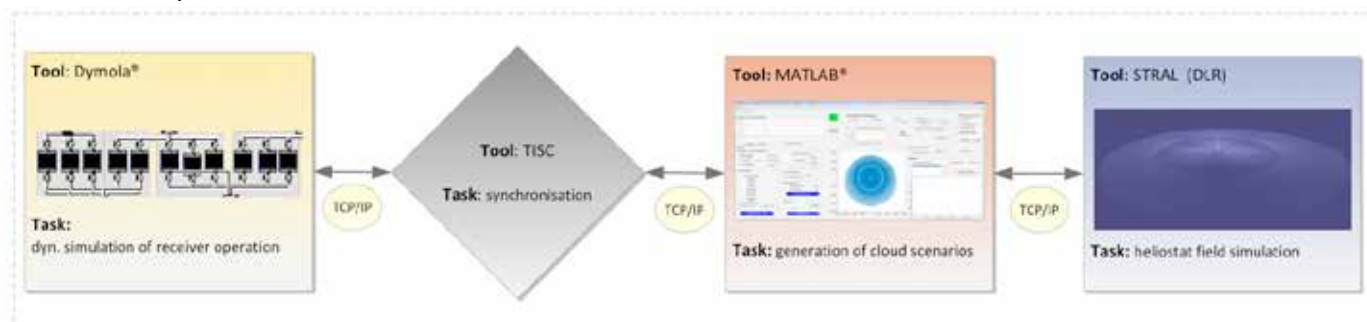 Tool: Dymola®
Task:
dyn. simulation of receiver operation
TCP/IP
Tool: TISC
Task: synchronisation
TCP/IP
Tool: MATLAB®
Task: generation of cloud scenarios
TCP/IP
Tool: STRAL (DLR)
Task: heliostat field simulation